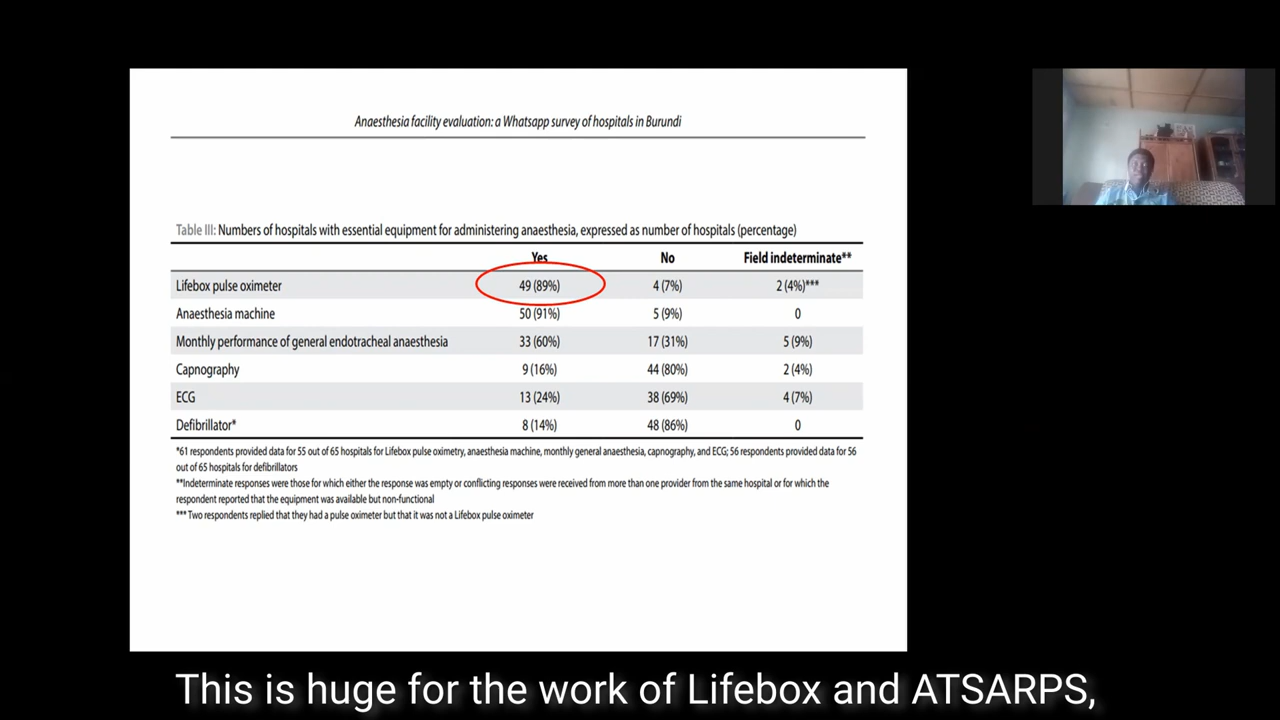 Anaesthesia facility evaluation: a Whatsapp survey of hospitals in Burundi
Table III: Numbers of hospitals with essential equipment for administering anaesthesia, expressed as number of hospitals (percentage)
Yes No Field indeterminate**
Lifebox pulse oximeter 49 (89%) 4 (7%) 2 (4%)***
Anaesthesia machine 50 (91%) 5 (9%) 0
Monthly performance of general endotracheal anaesthesia 33 (60%) 17 (31%) 5 (9%)
Capnography 9 (16%) 44 (80%) 2 (4%)
ECG 13 (24%) 38 (69%) 4 (7%)
Defibrillator* 8 (14%) 48 (86%) 0
*61 respondents provided data for 55 out of 65 hospitals for Lifebox pulse oximetry, anaesthesia machine, monthly general anaesthesia, capnography, and ECG; 56 respondents provided data for 56
out of 65 hospitals for defibrillators
**Indeterminate responses were those for which either the response was empty or conflicting responses were received from more than one provider from the same hospital or for which the
respondent reported that the equipment was available but non-functional
*** Two respondents replied that they had a pulse oximeter but that it was not a Lifebox pulse oximeter
This is huge for the work of Lifebox and ATSARPS,